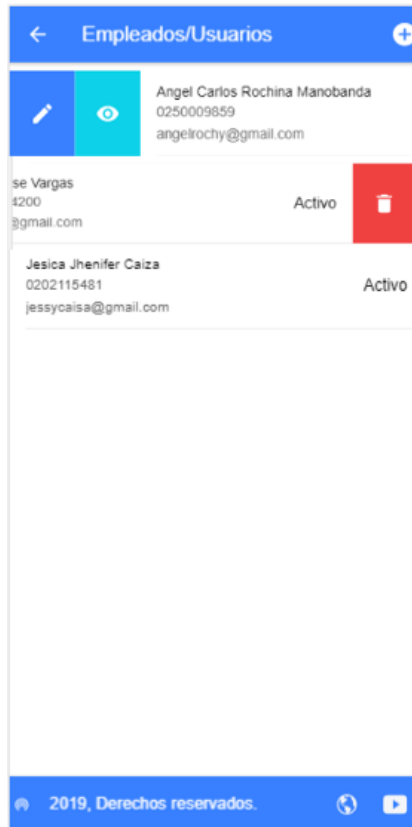 Empleados/Usuarios
Angel Carlos Rochina Manobanda
0250009859
angelrochy@gmail.com
se Vargas
4200
@gmail.com
Activo
Jesica Jhenifer Caiza
0202115481
jessycaisa@gmail.com
Activo
2019, Derechos reservados.